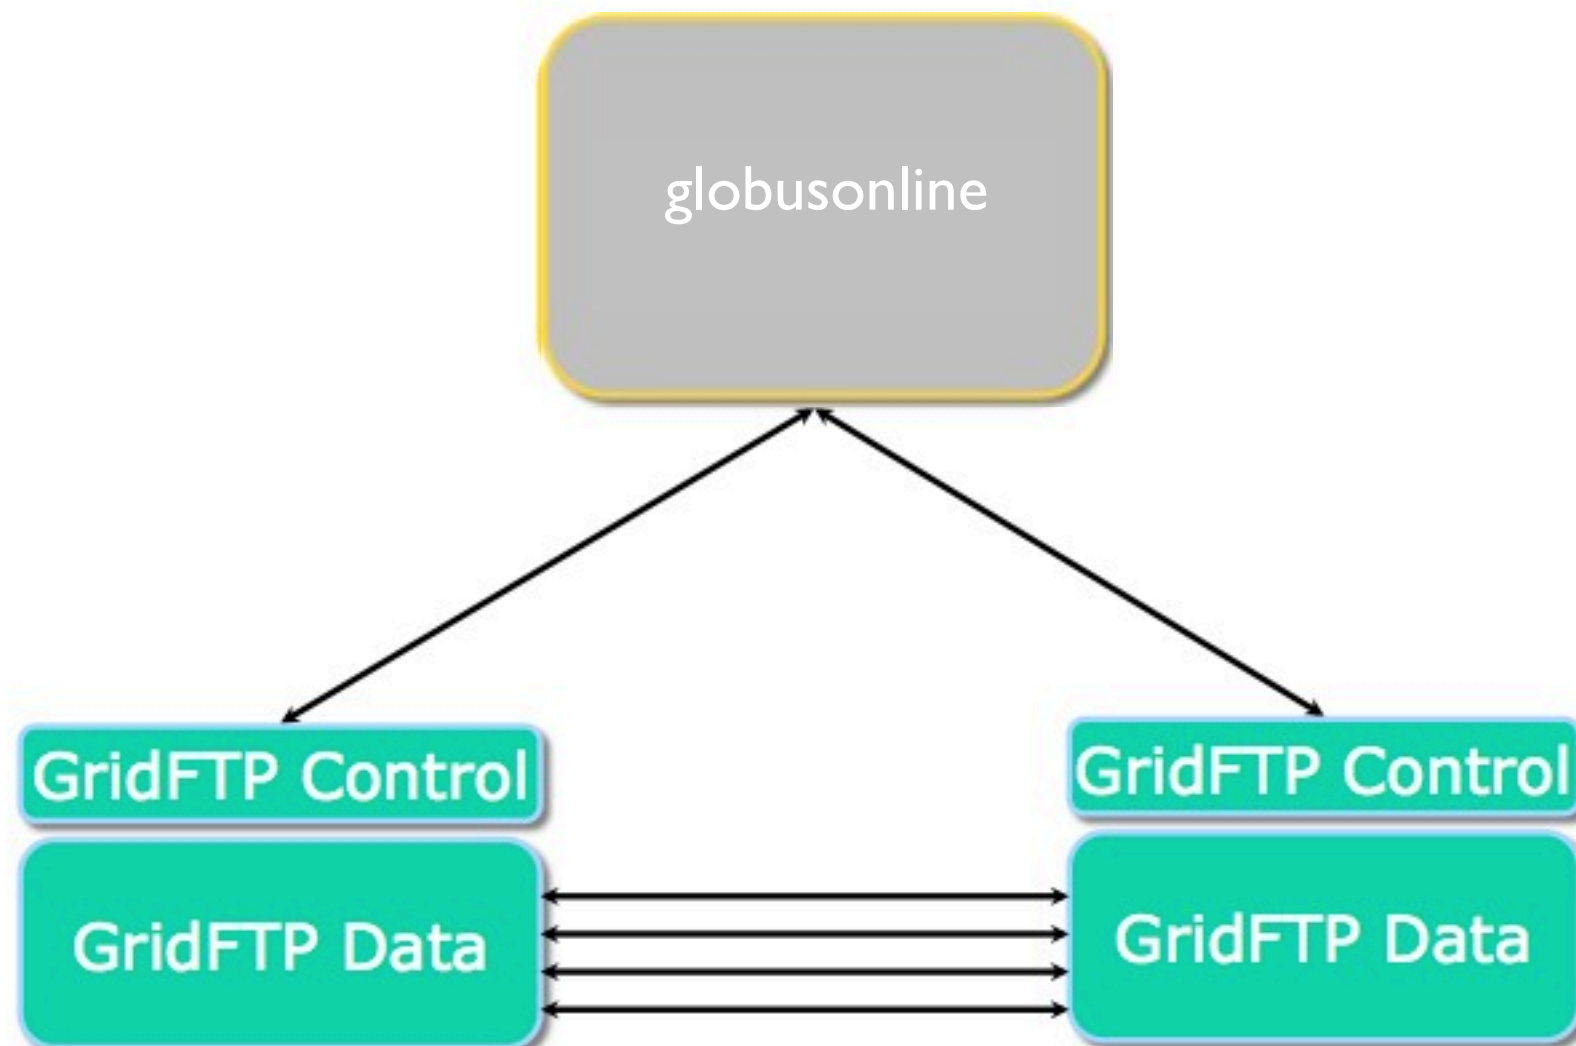 globusonline
GridFTP Control
GridFTP Control
GridFTP Data
GridFTP Data